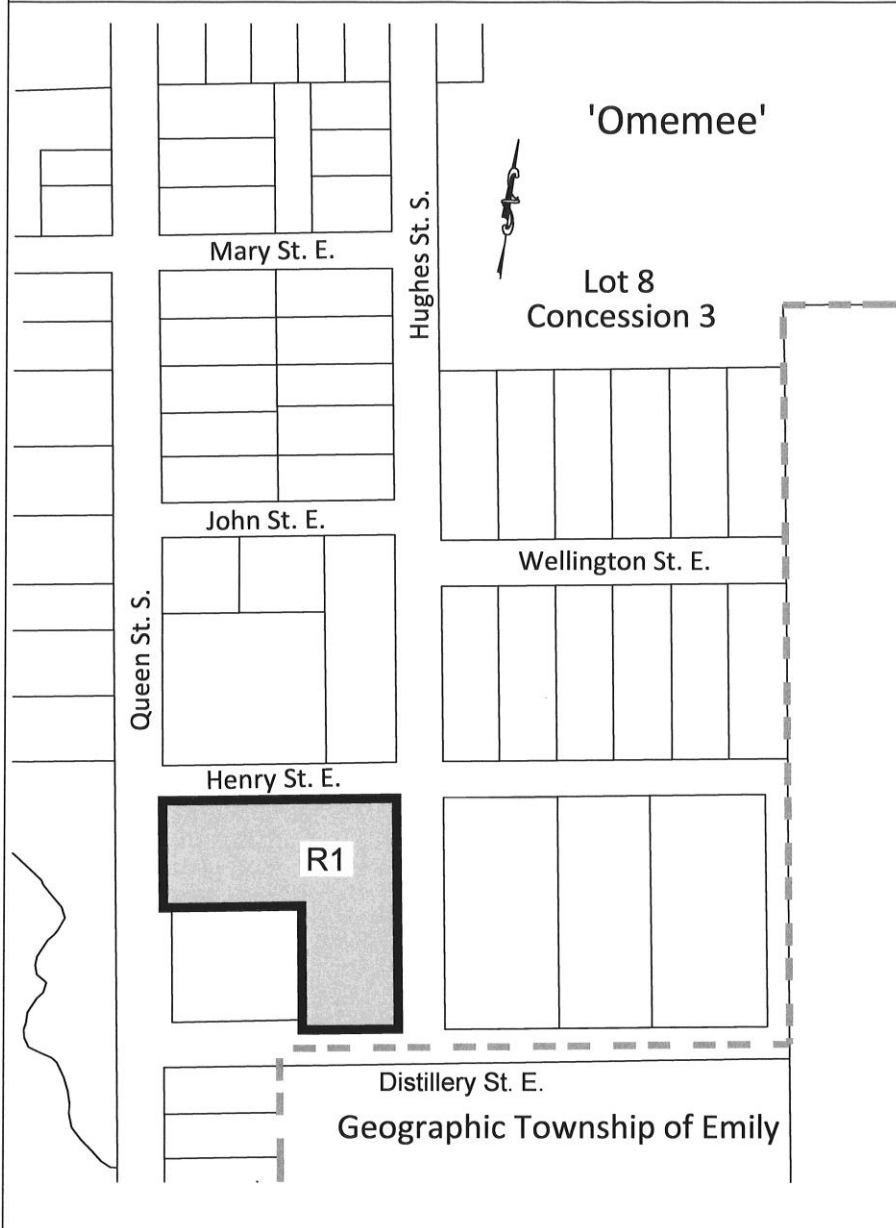 'Omemee'
Mary St. E.
Hughes St. S.
Lot 8
Concession 3
John St. E.
Wellington St. E.
Queen St. S.
Henry St. E.
R1
Distillery St. E.
Geographic Township of Emily